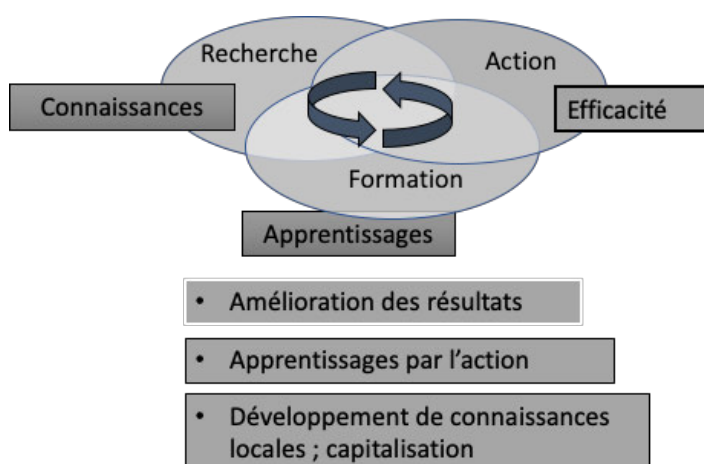 Recherche
Action
Connaissances
Efficacité
Formation
Apprentissages
• Amélioration des résultats
• Apprentissages par l'action
• Développement de connaissances
locales ; capitalisation